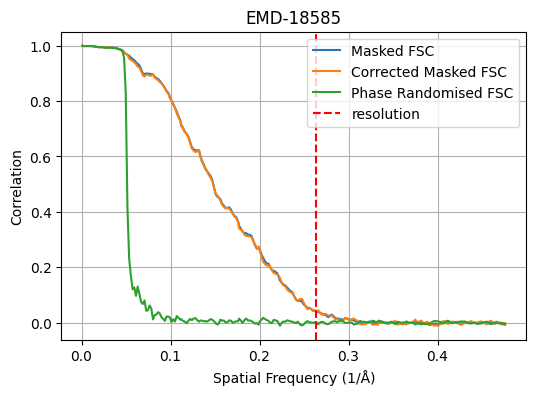 EMD-18585
Masked FSC
Corrected Masked FSC
Phase Randomised FSC
resolution
Correlation
1.0
0.8
0.6
0.4
0.2
0.0
0.0 0.1 0.2 0.3 0.4
Spatial Frequency (1/Å)